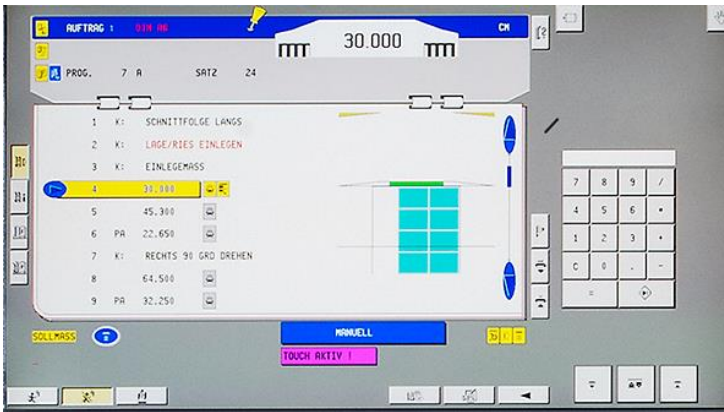 AUFTRAG : DIN A6 CM
30.000
PROG. 7 A SATZ 24
1 K: SCHNITTFOLGE LANGS
2 K: LAGE/RIES EINLEGEN
3 K: EINLEGEMASS
4 30.000
5 45.300
6 PA 22.650
7 K: RECHTS 90 GRD DREHEN
8 64.500
9 PA 32.250
7 8 9 /
4 5 6 *
1 2 3 +
C 0 . -
=
SOLLMASS
MANUELL
TOUCH AKTIV !